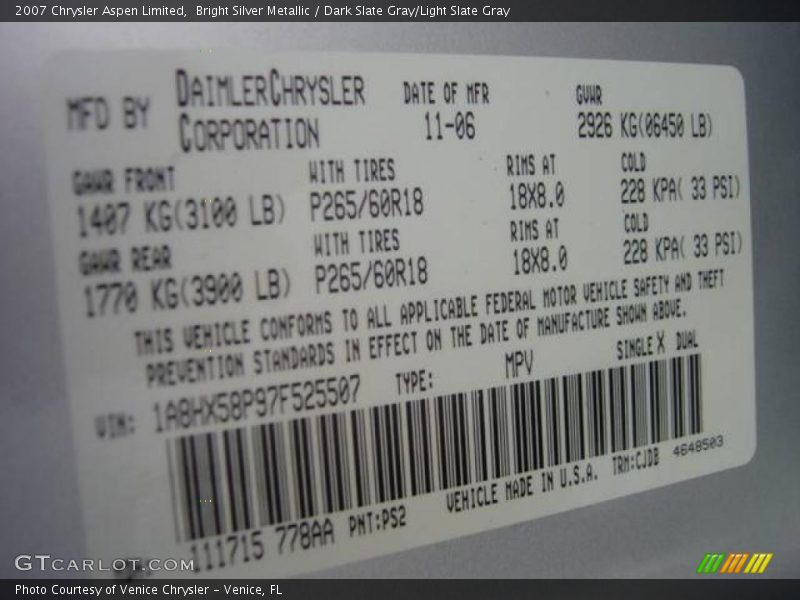 2007 Chrysler Aspen Limited,  Bright Silver Metallic / Dark Slate Gray/Light Slate Gray
MFD BY DAIMLERCHRYSLER CORPORATION DATE OF MFR 11-06 GVWR 2926 KG(06450 LB)
GAWR FRONT WITH TIRES RIMS AT COLD
1407 KG(3100 LB) P265/60R18 18X8.0 228 KPA( 33 PSI)
GAWR REAR WITH TIRES RIMS AT COLD
1770 KG(3900 LB) P265/60R18 18X8.0 228 KPA( 33 PSI)
THIS VEHICLE CONFORMS TO ALL APPLICABLE FEDERAL MOTOR VEHICLE SAFETY AND THEFT
PREVENTION STANDARDS IN EFFECT ON THE DATE OF MANUFACTURE SHOWN ABOVE.
VIN: 1A8HX58P97F525507 TYPE: MPV SINGLE X DUAL
111715 778AA PNT:PS2 VEHICLE MADE IN U.S.A. TRM:CJDB 4648503
GTCARLOT.COM
Photo Courtesy of Venice Chrysler - Venice, FL